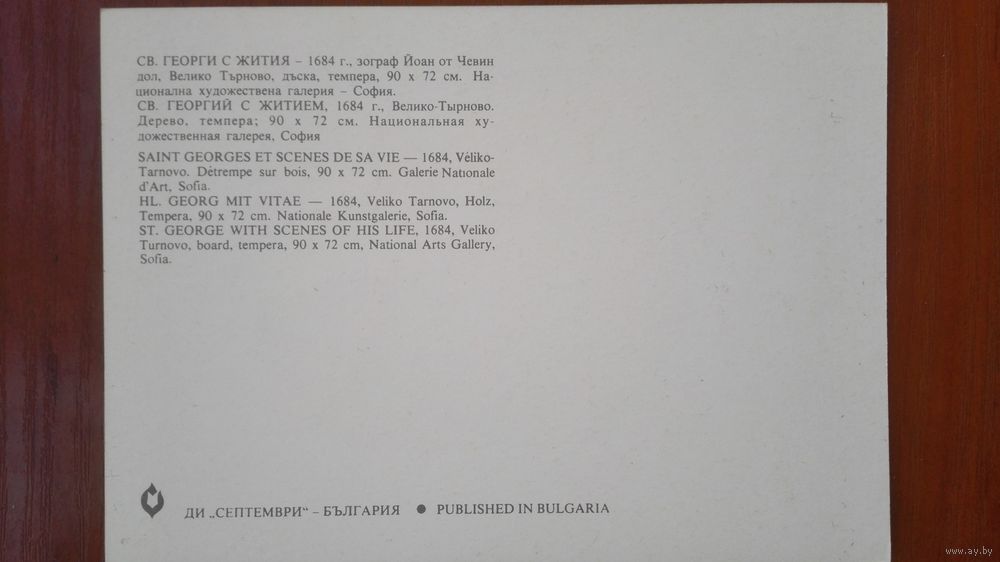 СВ. ГЕОРГИ С ЖИТИЯ – 1684 г., зограф Йоан от Чевин
дол, Велико Търново, дъска, темпера, 90 x 72 см. На-
ционална художествена галерия – София.
СВ. ГЕОРГИЙ С ЖИТИЕМ, 1684 г., Велико-Тырново.
Дерево, темпера; 90 x 72 см. Национальная ху-
дожественная галерея, София
SAINT GEORGES ET SCENES DE SA VIE — 1684, Véliko-
Tarnovo. Détrempe sur bois, 90 x 72 cm. Galerie Nationale
d'Art, Sofia.
HL. GEORG MIT VITAE — 1684, Veliko Tarnovo, Holz,
Tempera, 90 x 72 cm. Nationale Kunstgalerie, Sofia.
ST. GEORGE WITH SCENES OF HIS LIFE, 1684, Veliko
Turnovo, board, tempera, 90 x 72 cm, National Arts Gallery,
Sofia.
ДИ „СЕПТЕМВРИ“ – БЪЛГАРИЯ ● PUBLISHED IN BULGARIA
www.ay.by